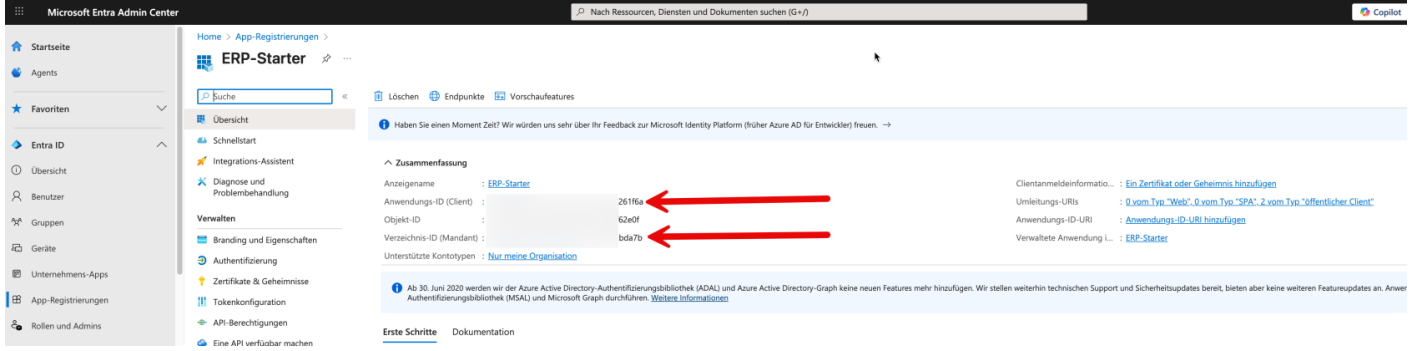 Microsoft Entra Admin Center
Nach Ressourcen, Diensten und Dokumenten suchen (G+/)
Copilot
Startseite
Agents
Favoriten
Entra ID
Übersicht
Benutzer
Gruppen
Geräte
Unternehmens-Apps
App-Registrierungen
Rollen und Admins
Home > App-Registrierungen >
ERP-Starter
Suche
Übersicht
Schnellstart
Integrations-Assistent
Diagnose und
Problembehandlung
Verwalten
Branding und Eigenschaften
Authentifizierung
Zertifikate & Geheimnisse
Tokenkonfiguration
API-Berechtigungen
Eine API verfügbar machen
Löschen Endpunkte Vorschaufeatures
Haben Sie einen Moment Zeit? Wir würden uns sehr über Ihr Feedback zur Microsoft Identity Platform (früher Azure AD für Entwickler) freuen. →
Zusammenfassung
Anzeigename : ERP-Starter
Anwendungs-ID (Client) : 261f6a
Objekt-ID : 62e0f
Verzeichnis-ID (Mandant) : bda7b
Unterstützte Kontotypen : Nur meine Organisation
Clientanmeldeinformatio... : Ein Zertifikat oder Geheimnis hinzufügen
Umleitungs-URIs : 0 vom Typ "Web", 0 vom Typ "SPA", 2 vom Typ "öffentlicher Client"
Anwendungs-ID-URI : Anwendungs-ID-URI hinzufügen
Verwaltete Anwendung i... : ERP-Starter
Ab 30. Juni 2020 werden wir der Azure Active Directory-Authentifizierungsbibliothek (ADAL) und Azure Active Directory-Graph keine neuen Features mehr hinzufügen. Wir stellen weiterhin technischen Support und Sicherheitsupdates bereit, bieten aber keine weiteren Featureupdates an. Anwer
Authentifizierungsbibliothek (MSAL) und Microsoft Graph durchführen. Weitere Informationen
Erste Schritte Dokumentation